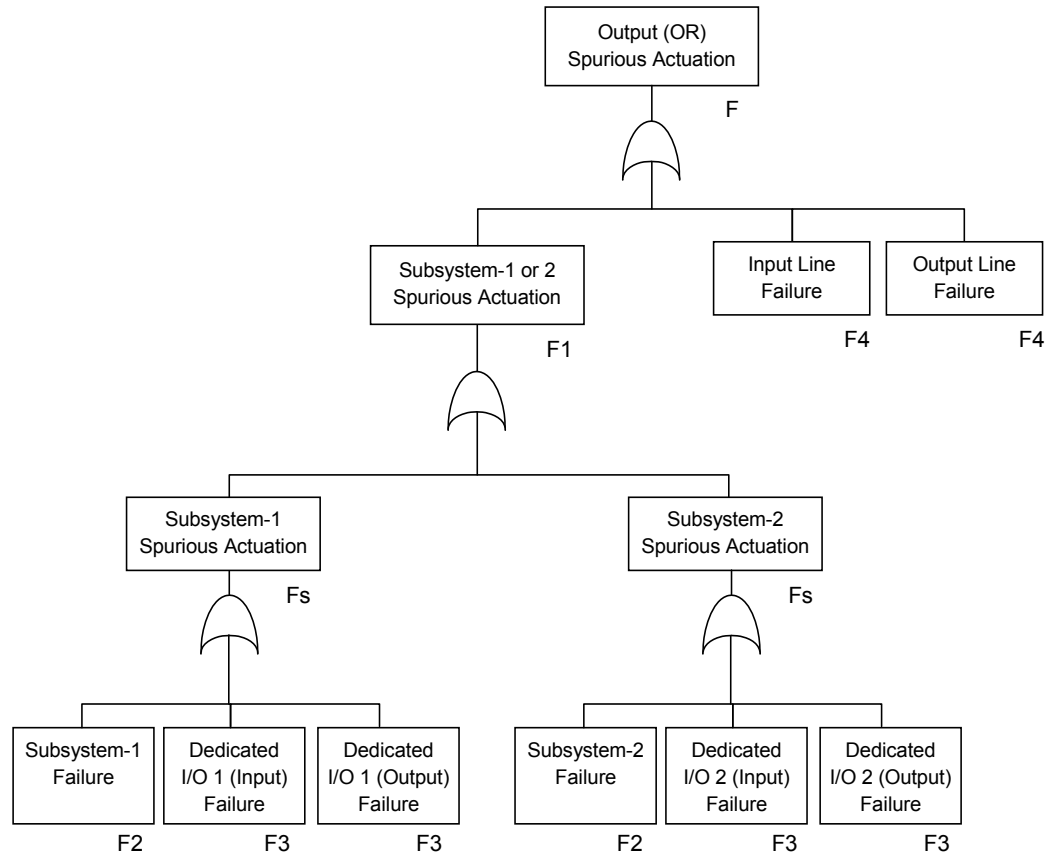 Output (OR)
Spurious Actuation
F
Subsystem-1 or 2
Spurious Actuation
F1
Input Line
Failure
F4
Output Line
Failure
F4
Subsystem-1
Spurious Actuation
Fs
Subsystem-2
Spurious Actuation
Fs
Subsystem-1
Failure
F2
Dedicated
I/O 1 (Input)
Failure
F3
Dedicated
I/O 1 (Output)
Failure
F3
Subsystem-2
Failure
F2
Dedicated
I/O 2 (Input)
Failure
F3
Dedicated
I/O 2 (Output)
Failure
F3